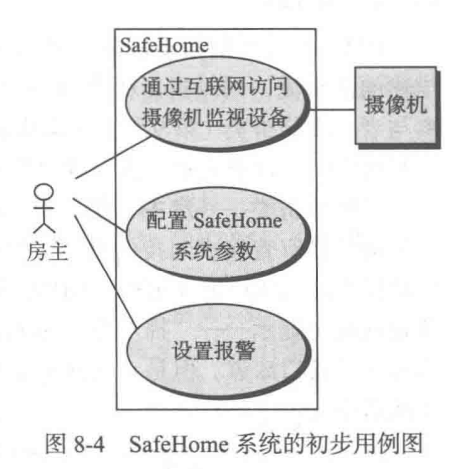 SafeHome
通过互联网访问
摄像机监视设备
摄像机
房主
配置 SafeHome
系统参数
设置报警
图 8-4 SafeHome 系统的初步用例图